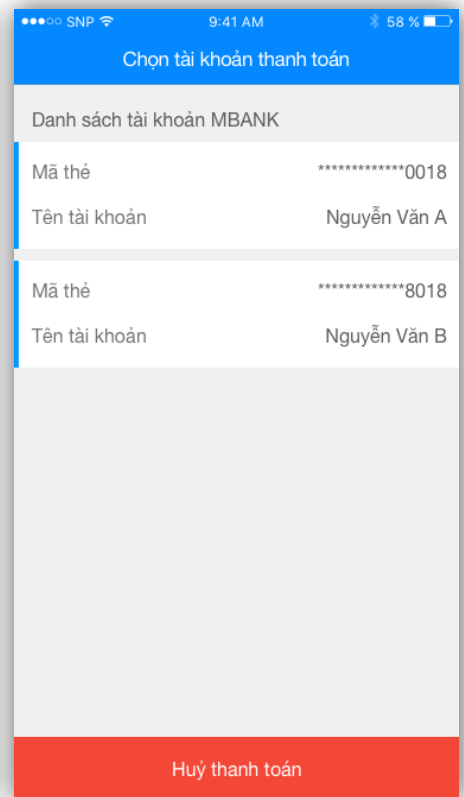 SNP 9:41 AM 58 %
Chọn tài khoản thanh toán
Danh sách tài khoản MBANK
Mã thẻ *************0018
Tên tài khoản Nguyễn Văn A
Mã thẻ *************8018
Tên tài khoản Nguyễn Văn B
Huỷ thanh toán